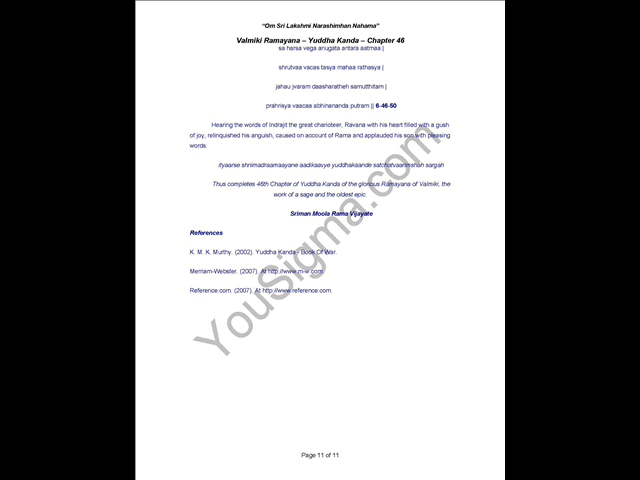 “Om Sri Lakshmi Narashimhan Nahama”
Valmiki Ramayana – Yuddha Kanda – Chapter 46
sa harsa vega anugata antara aatmaa |
shrutvaa vacas tasya mahaa rathasya |
jahau jvaram daasharatheh samutthitam |
prahrisya vaacaa abhinananda putram || 6-46-50
Hearing the words of Indrajit the great charioteer, Ravana with his heart filled with a gush
of joy, relinquished his anguish, caused on account of Rama and applauded his son with pleasing
words
ityaarse shriimadraamaayane aadikaavye yuddhakaande satchatvaarimshah sargah
Thus completes 46th Chapter of Yuddha Kanda of the glorious Ramayana of Valmiki, the
work of a sage and the oldest epic.
Sriman Moola Rama Vijayate
References
K. M. K. Murthy. (2002). Yuddha Kanda - Book Of War.
Merriam-Webster. (2007). At http://www.m-w.com.
Reference.com. (2007). At http://www.reference.com.
YouSigma.com
Page 11 of 11